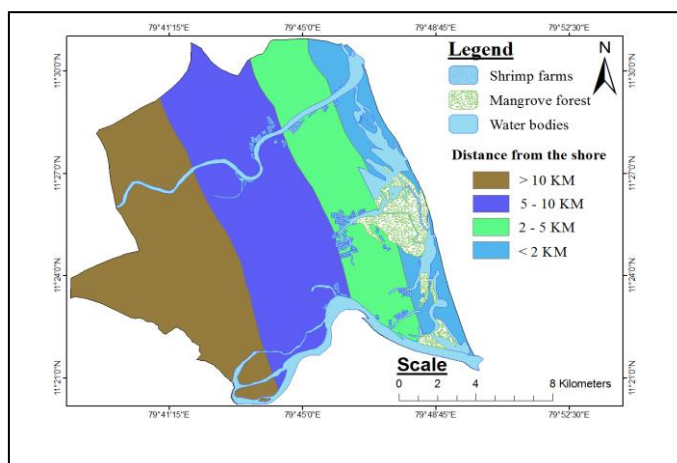 79°41'15"E 79°45'0"E 79°48'45"E 79°52'30"E
11°30'0"N
11°27'0"N
11°24'0"N
11°21'0"N
Legend
N
Shrimp farms
Mangrove forest
Water bodies
Distance from the shore
> 10 KM
5 - 10 KM
2 - 5 KM
< 2 KM
Scale
0 2 4 8 Kilometers
11°30'0"N
11°27'0"N
11°24'0"N
11°21'0"N
79°41'15"E 79°45'0"E 79°48'45"E 79°52'30"E